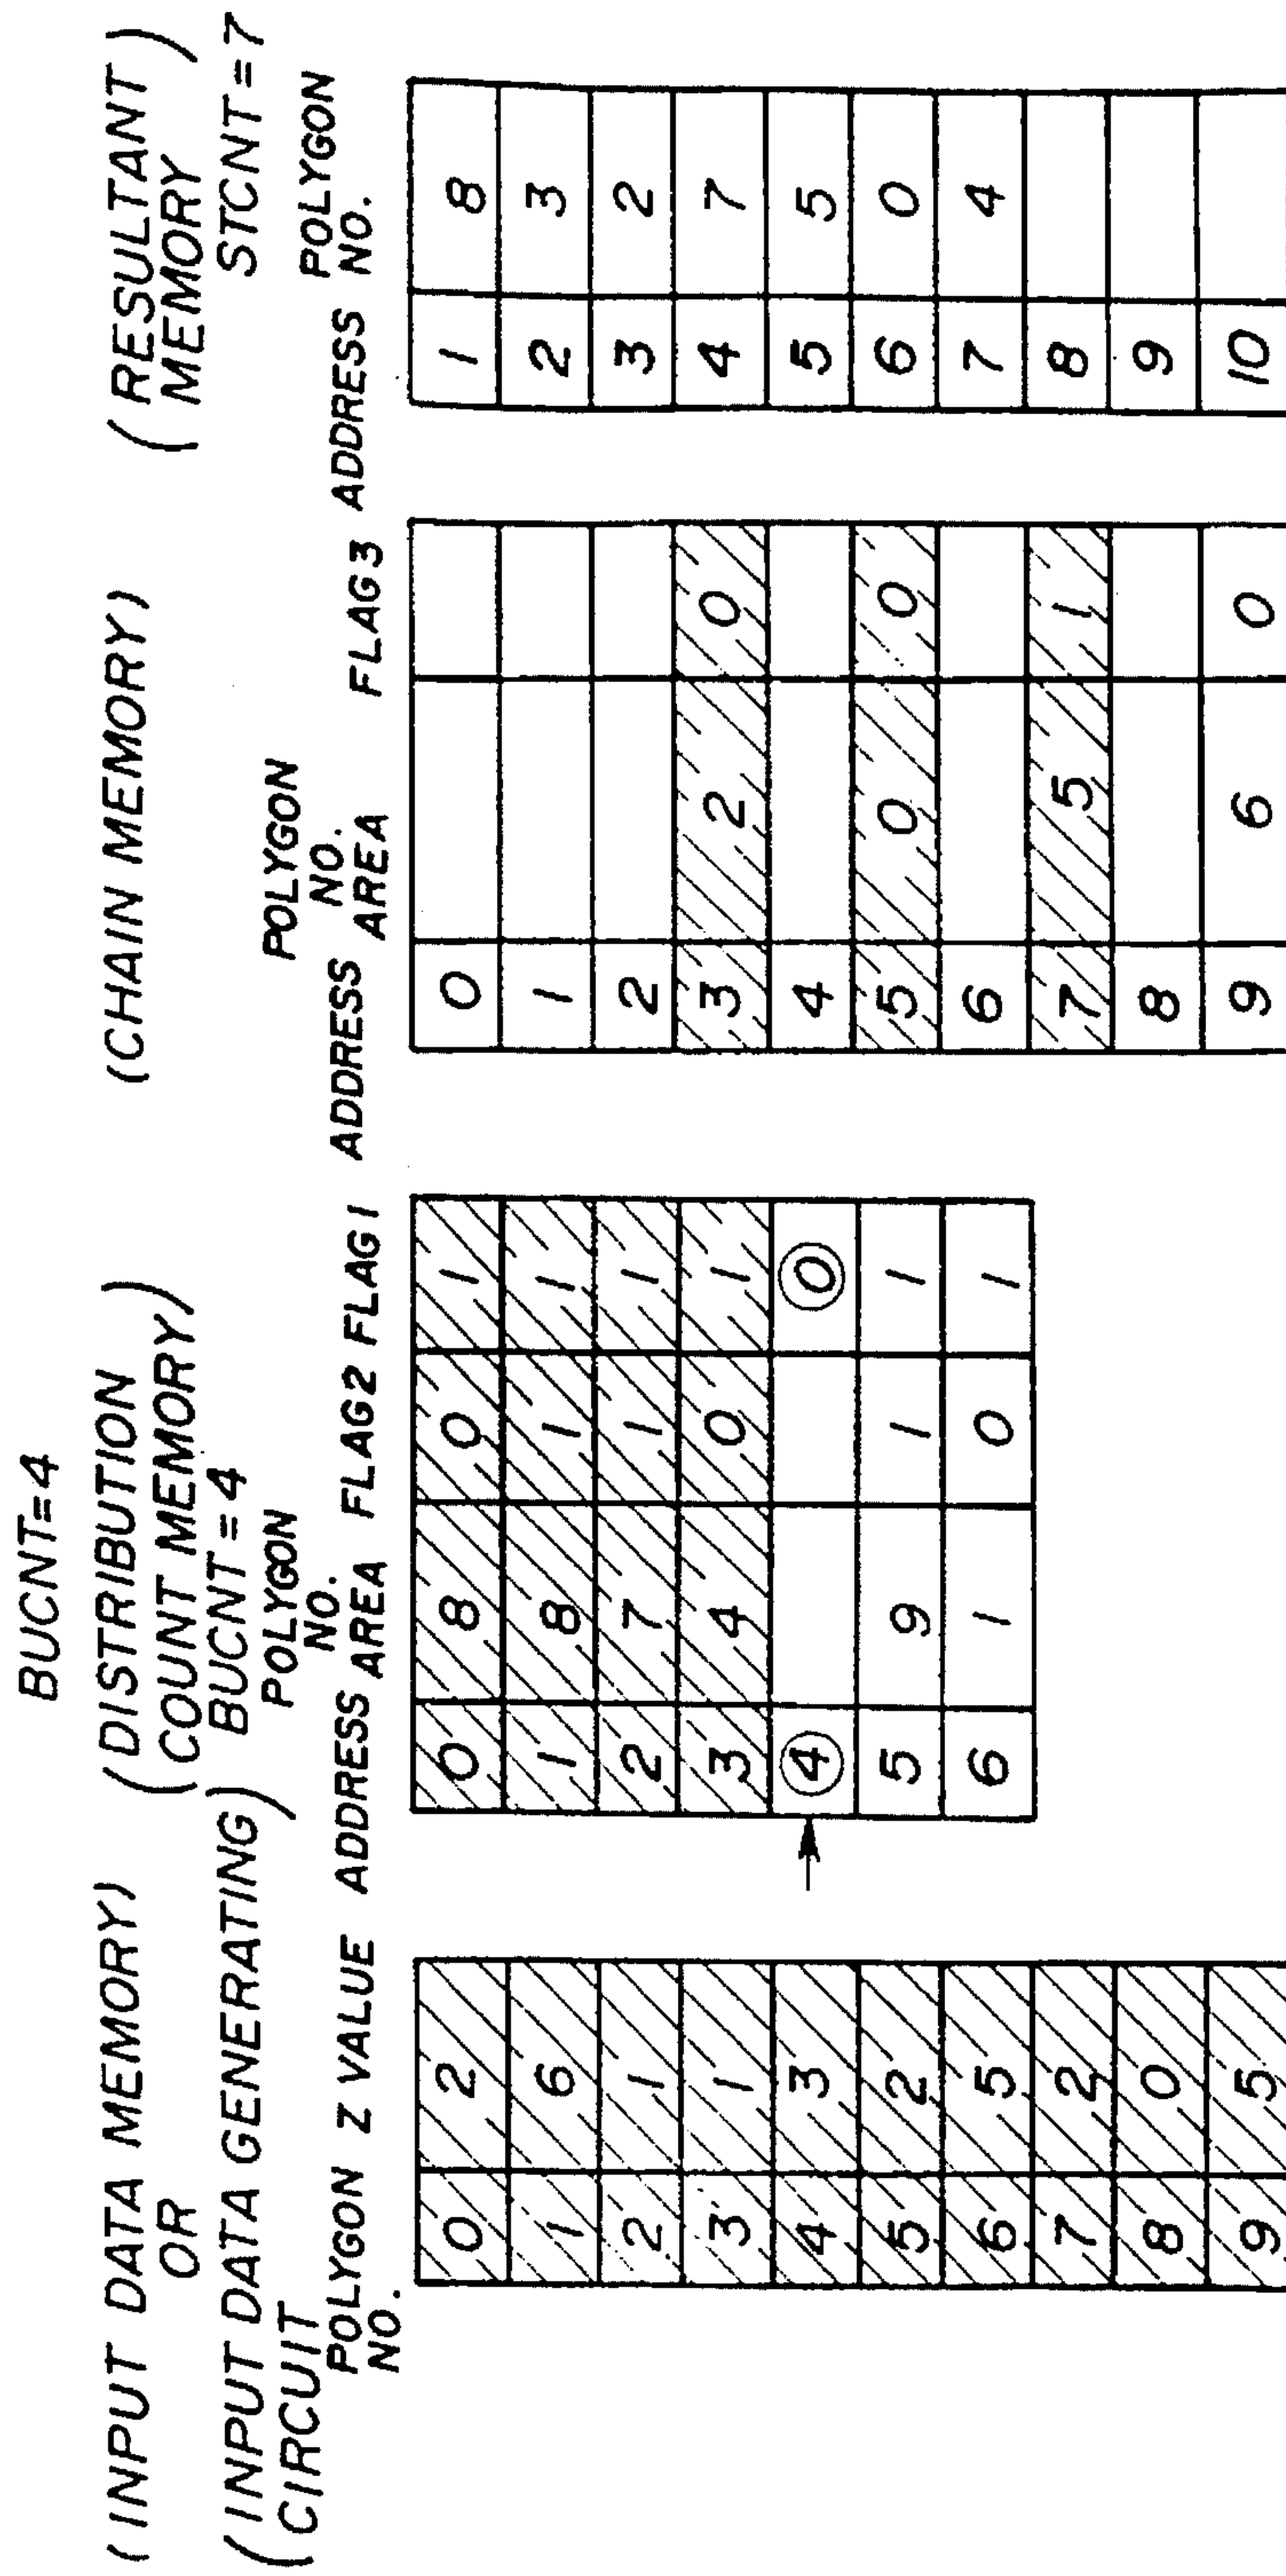 BUCNT=4
(INPUT DATA MEMORY)
OR
(INPUT DATA GENERATING
CIRCUIT)
POLYGON NO. Z VALUE
0 2
1 6
2 1
3 1
4 3
5 2
6 5
7 2
8 0
9 5
(DISTRIBUTION
COUNT MEMORY)
BUCNT=4
ADDRESS POLYGON NO. AREA FLAG2 FLAG1
0 8 0 1
1 8 1 1
2 7 1 1
3 4 0 1
4 0
5 9 1 1
6 1 0 1
(CHAIN MEMORY)
ADDRESS POLYGON NO. AREA FLAG3
0
1
2
3 2 0
4
5 0 0
6
7 5 1
8
9 6 0
(RESULTANT
MEMORY)
STCNT=7
ADDRESS POLYGON NO.
1 8
2 3
3 2
4 7
5 5
6 0
7 4
8
9
10